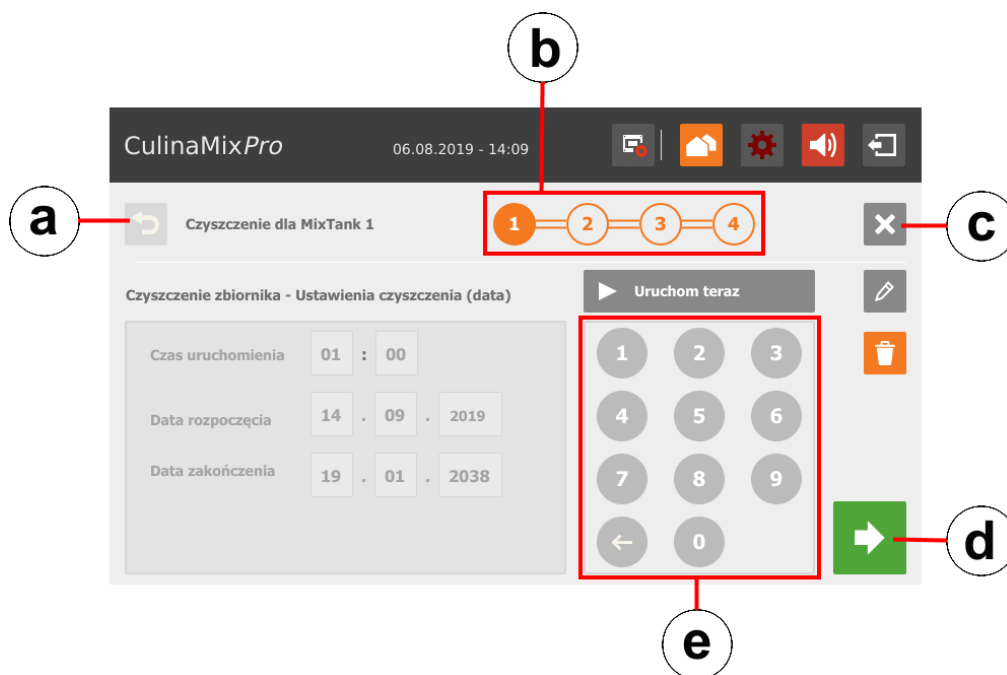 b
CulinaMixPro
06.08.2019 - 14:09
a
Czyszczenie dla MixTank 1
1 2 3 4
c
Czyszczenie zbiornika - Ustawienia czyszczenia (data)
Uruchom teraz
Czas uruchomienia 01 : 00
Data rozpoczęcia 14 . 09 . 2019
Data zakończenia 19 . 01 . 2038
1 2 3
4 5 6
7 8 9
0
d
e